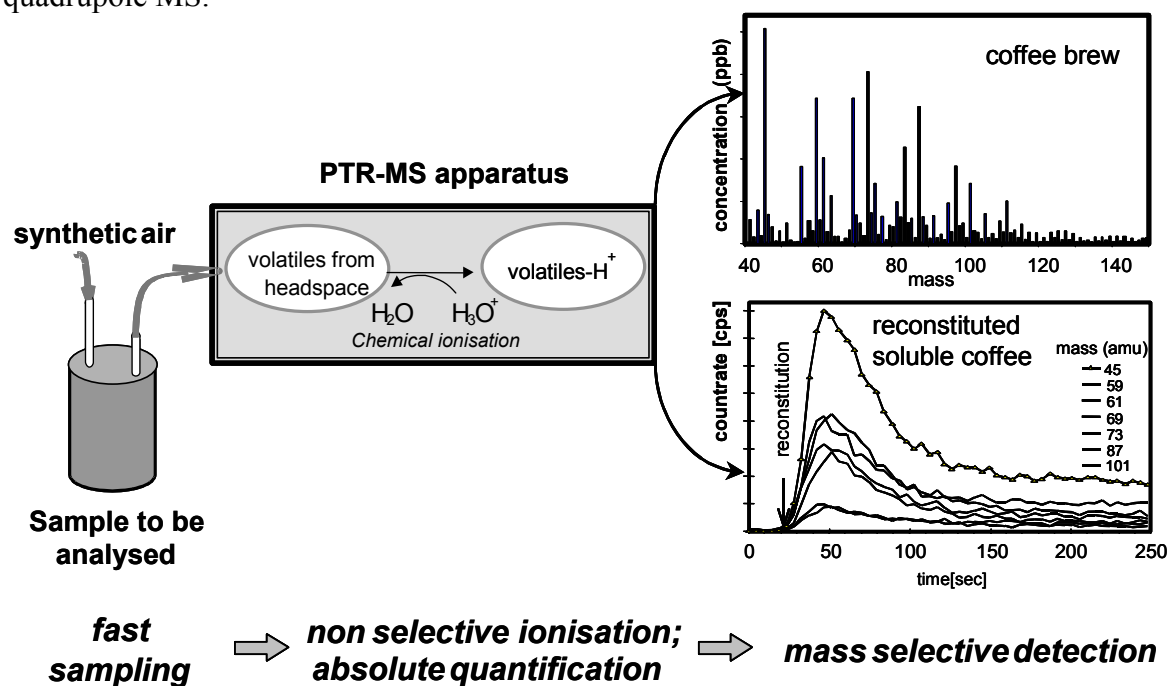 quadrupole MS.
coffee brew
concentration (ppb)
40 60 80 100 120 140
mass
PTR-MS apparatus
synthetic air
volatiles from
headspace
volatiles-H+
H2O H3O+
Chemical ionisation
Sample to be
analysed
reconstituted
soluble coffee
mass (amu)
45
59
61
69
73
87
101
countrate [cps]
reconstitution
0 50 100 150 200 250
time[sec]
fast
sampling
non selective ionisation;
absolute quantification
mass selective detection